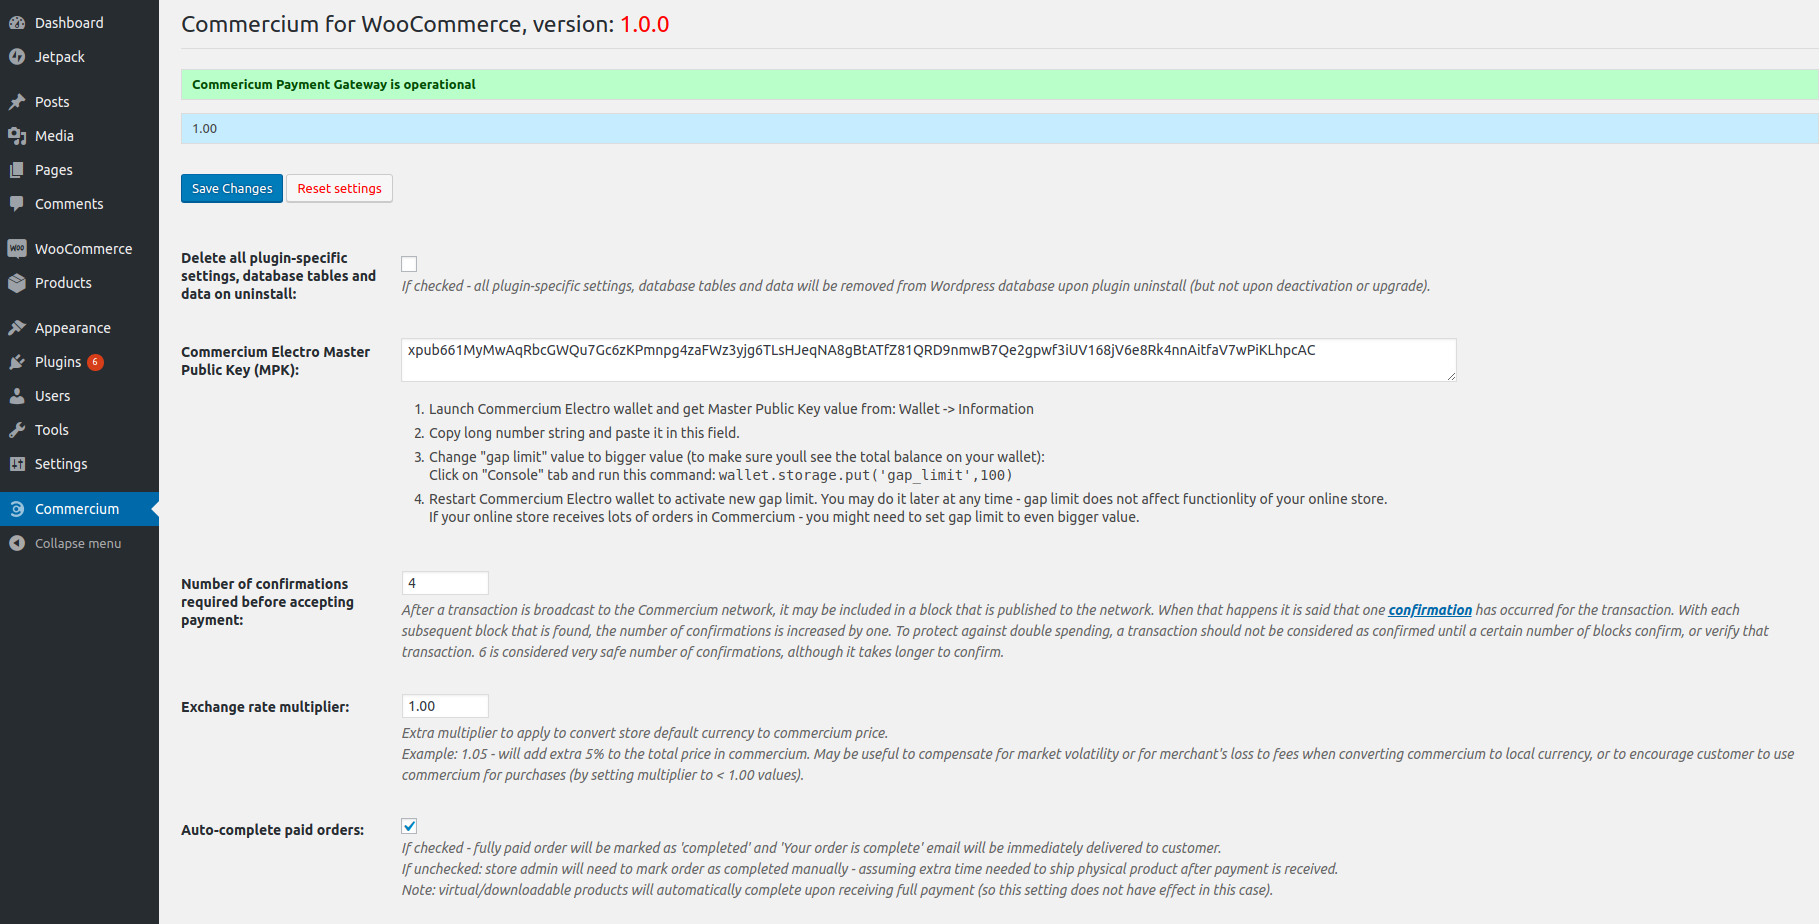 Dashboard
Jetpack
Posts
Media
Pages
Comments
WOO
WooCommerce
Products
Appearance
Plugins 6
Users
Tools
Settings
Commercium
Collapse menu
Commercium for WooCommerce, version: 1.0.0
Commericum Payment Gateway is operational
1.00
Save Changes
Reset settings
Delete all plugin-specific
settings, database tables and
data on uninstall:
If checked - all plugin-specific settings, database tables and data will be removed from Wordpress database upon plugin uninstall (but not upon deactivation or upgrade).
Commercium Electro Master
Public Key (MPK):
xpub661MyMwAqRbcGWQu7Gc6zKPmnpg4zaFWz3yjg6TLsHJeqNA8gBtATfZ81QRD9nmwB7Qe2gpwf3iUV168jV6e8Rk4nnAitfaV7wPiKLhpcAC
1. Launch Commercium Electro wallet and get Master Public Key value from: Wallet -> Information
2. Copy long number string and paste it in this field.
3. Change "gap limit" value to bigger value (to make sure youll see the total balance on your wallet):
Click on "Console" tab and run this command: wallet.storage.put('gap_limit',100)
4. Restart Commercium Electro wallet to activate new gap limit. You may do it later at any time - gap limit does not affect functionlity of your online store.
If your online store receives lots of orders in Commercium - you might need to set gap limit to even bigger value.
Number of confirmations
required before accepting
payment:
4
After a transaction is broadcast to the Commercium network, it may be included in a block that is published to the network. When that happens it is said that one confirmation has occurred for the transaction. With each
subsequent block that is found, the number of confirmations is increased by one. To protect against double spending, a transaction should not be considered as confirmed until a certain number of blocks confirm, or verify that
transaction. 6 is considered very safe number of confirmations, although it takes longer to confirm.
Exchange rate multiplier:
1.00
Extra multiplier to apply to convert store default currency to commercium price.
Example: 1.05 - will add extra 5% to the total price in commercium. May be useful to compensate for market volatility or for merchant's loss to fees when converting commercium to local currency, or to encourage customer to use
commercium for purchases (by setting multiplier to < 1.00 values).
Auto-complete paid orders:
If checked - fully paid order will be marked as 'completed' and 'Your order is complete' email will be immediately delivered to customer.
If unchecked: store admin will need to mark order as completed manually - assuming extra time needed to ship physical product after payment is received.
Note: virtual/downloadable products will automatically complete upon receiving full payment (so this setting does not have effect in this case).